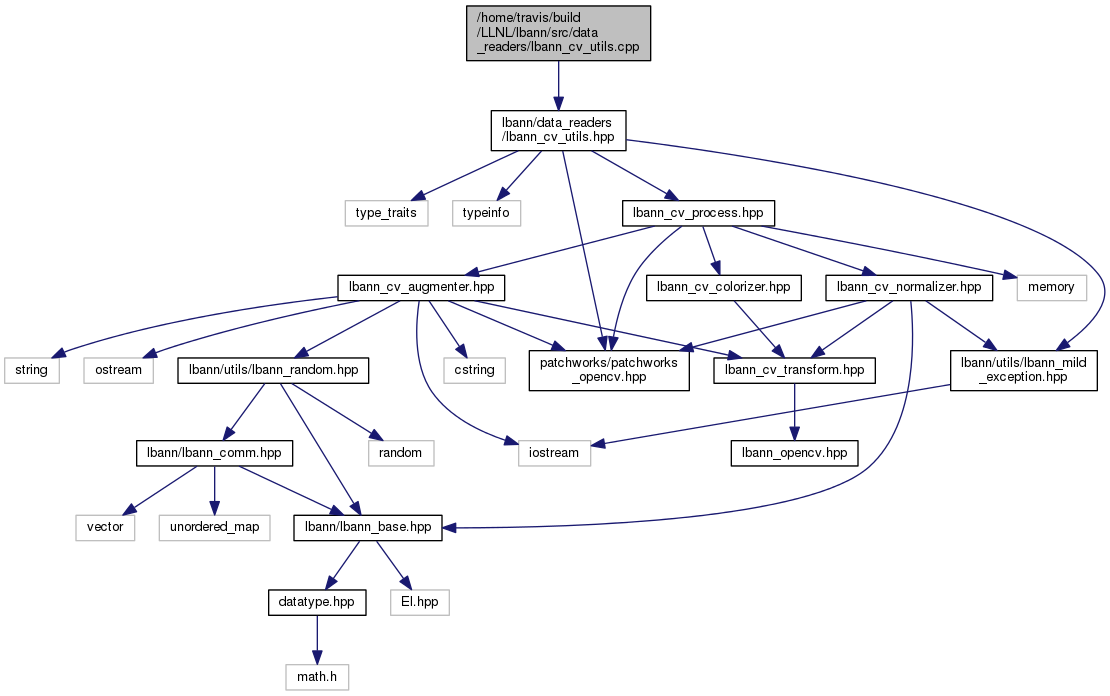 /home/travis/build
/LLNL/lbann/src/data
_readers/lbann_cv_utils.cpp
lbann/data_readers
/lbann_cv_utils.hpp
type_traits
typeinfo
lbann_cv_process.hpp
lbann_cv_augmenter.hpp
lbann_cv_colorizer.hpp
lbann_cv_normalizer.hpp
memory
string
ostream
lbann/utils/lbann_random.hpp
cstring
patchworks/patchworks
_opencv.hpp
lbann_cv_transform.hpp
lbann/utils/lbann_mild
_exception.hpp
lbann/lbann_comm.hpp
random
iostream
lbann_opencv.hpp
vector
unordered_map
lbann/lbann_base.hpp
datatype.hpp
El.hpp
math.h